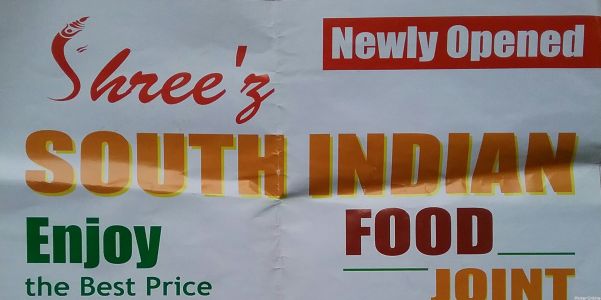 Shree'z
Newly Opened
SOUTH INDIAN
Enjoy
FOOD
the Best Price
JOINT